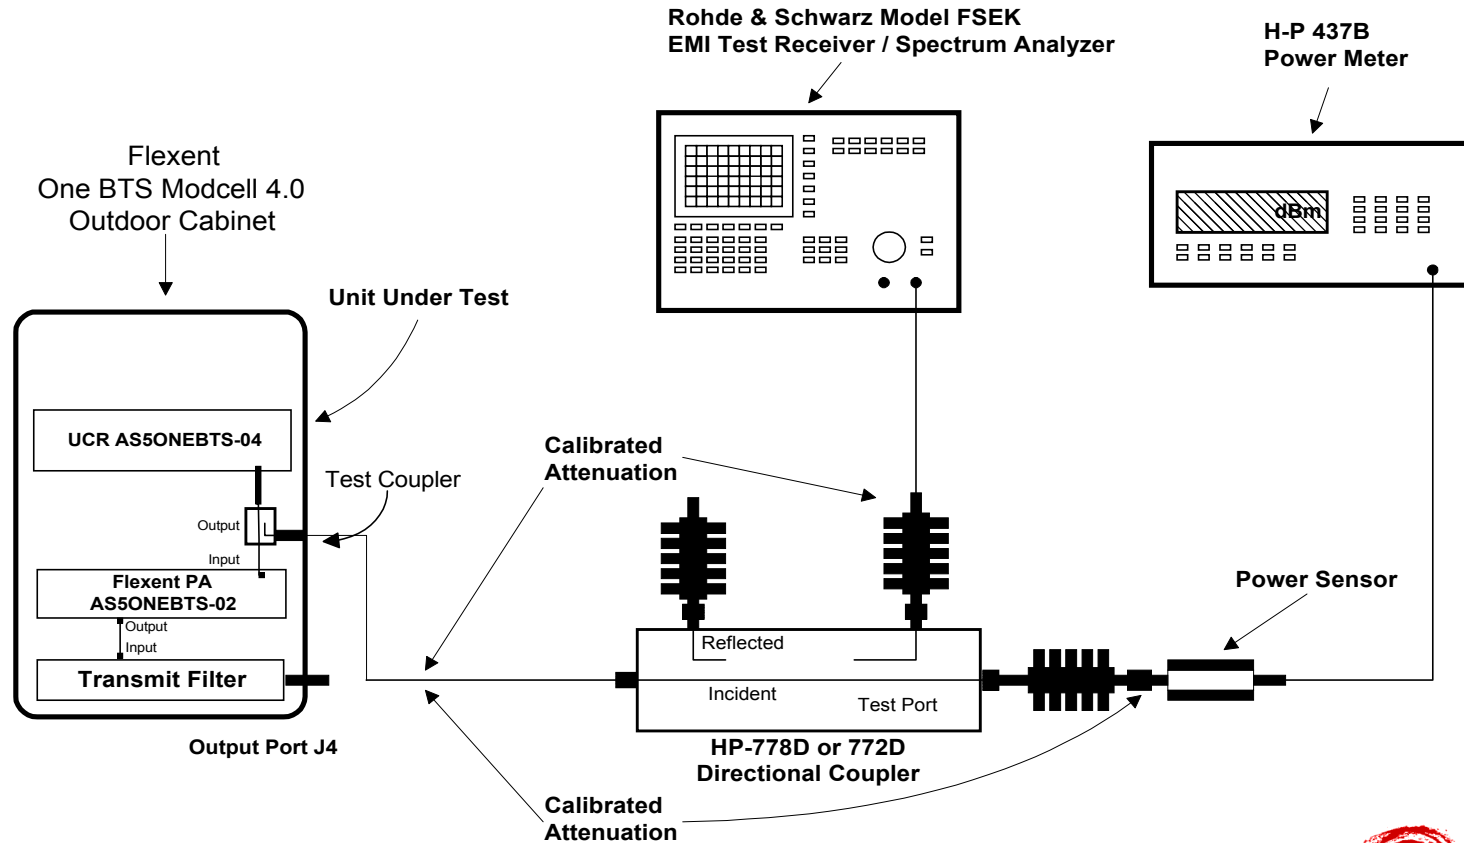 Rohde & Schwarz Model FSEK
EMI Test Receiver / Spectrum Analyzer
H-P 437B
Power Meter
Flexent
One BTS Modcell 4.0
Outdoor Cabinet
dBm
Unit Under Test
UCR AS5ONEBTS-04
Calibrated
Attenuation
Test Coupler
Output
Input
Flexent PA
AS5ONEBTS-02
Output
Input
Transmit Filter
Power Sensor
Reflected
Incident
Test Port
Output Port J4
HP-778D or 772D
Directional Coupler
Calibrated
Attenuation